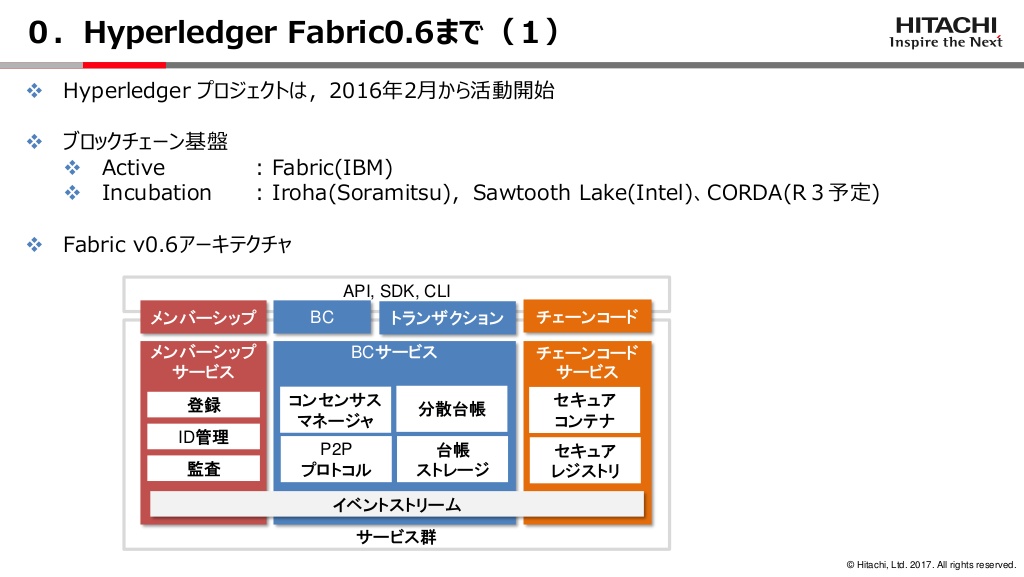 ０．Hyperledger Fabric0.6まで（１）
HITACHI
Inspire the Next
❖ Hyperledger プロジェクトは，2016年2月から活動開始
❖ ブロックチェーン基盤
❖ Active : Fabric(IBM)
❖ Incubation : Iroha(Soramitsu)，Sawtooth Lake(Intel)、CORDA(R３予定)
❖ Fabric v0.6アーキテクチャ
API, SDK, CLI
メンバーシップ BC トランザクション チェーンコード
メンバーシップ
サービス
登録
ID管理
監査
BCサービス
コンセンサス
マネージャ
分散台帳
P2P
プロトコル
台帳
ストレージ
チェーンコード
サービス
セキュア
コンテナ
セキュア
レジストリ
イベントストリーム
サービス群
© Hitachi, Ltd. 2017. All rights reserved.